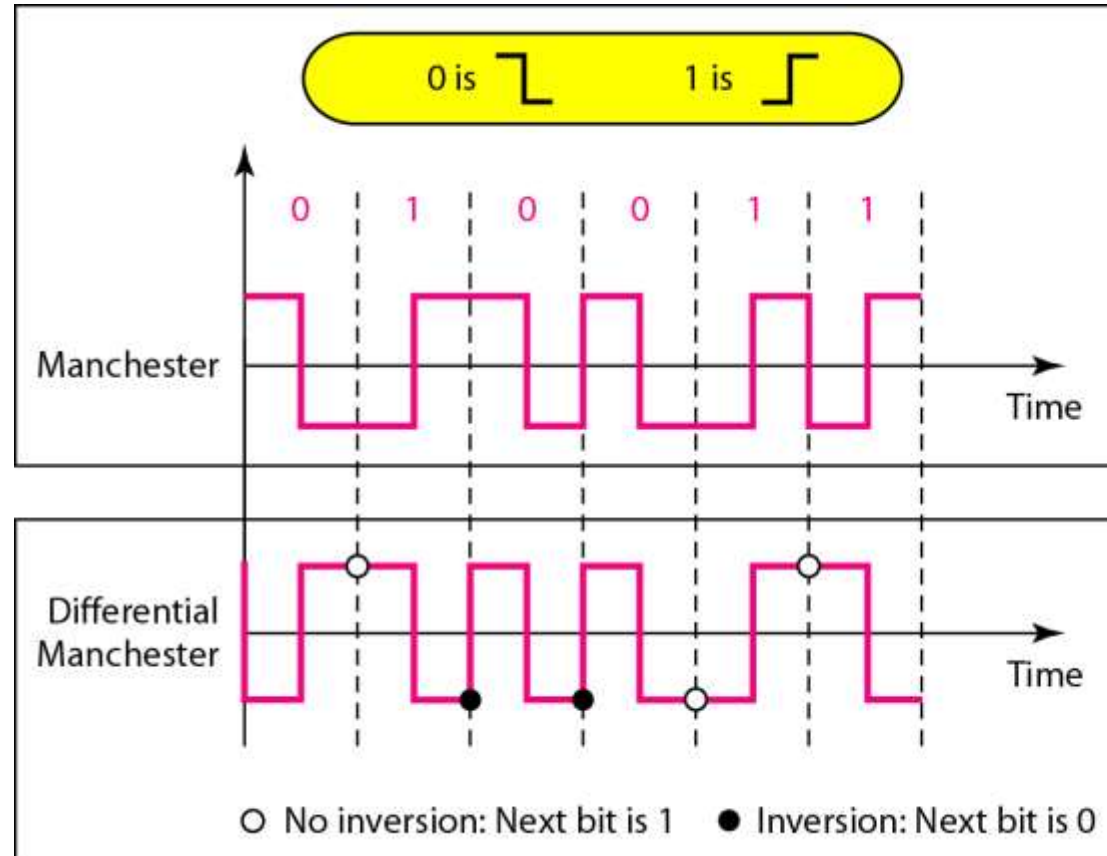 0 is 1 is
0 1 0 0 1 1
Manchester
Time
Differential
Manchester
Time
No inversion: Next bit is 1 Inversion: Next bit is 0